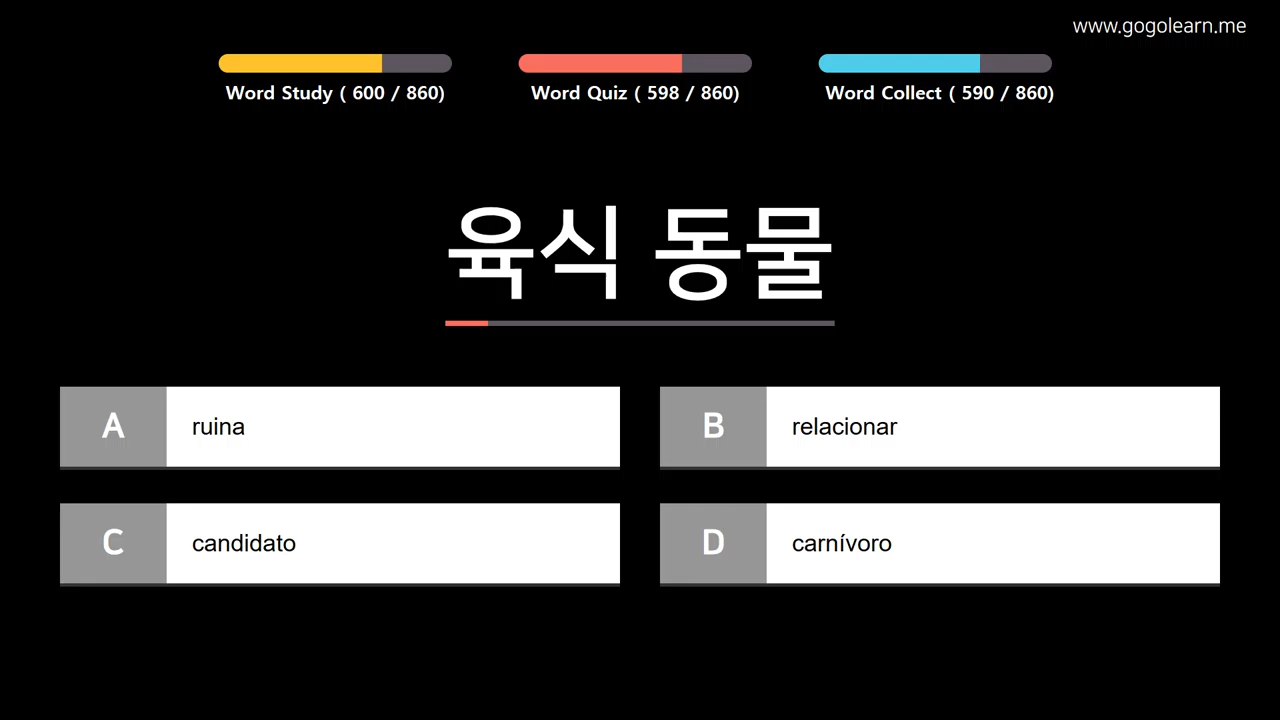 www.gogolearn.me
Word Study ( 600 / 860)
Word Quiz ( 598 / 860)
Word Collect ( 590 / 860)
육식 동물
A
ruina
B
relacionar
C
candidato
D
carnívoro